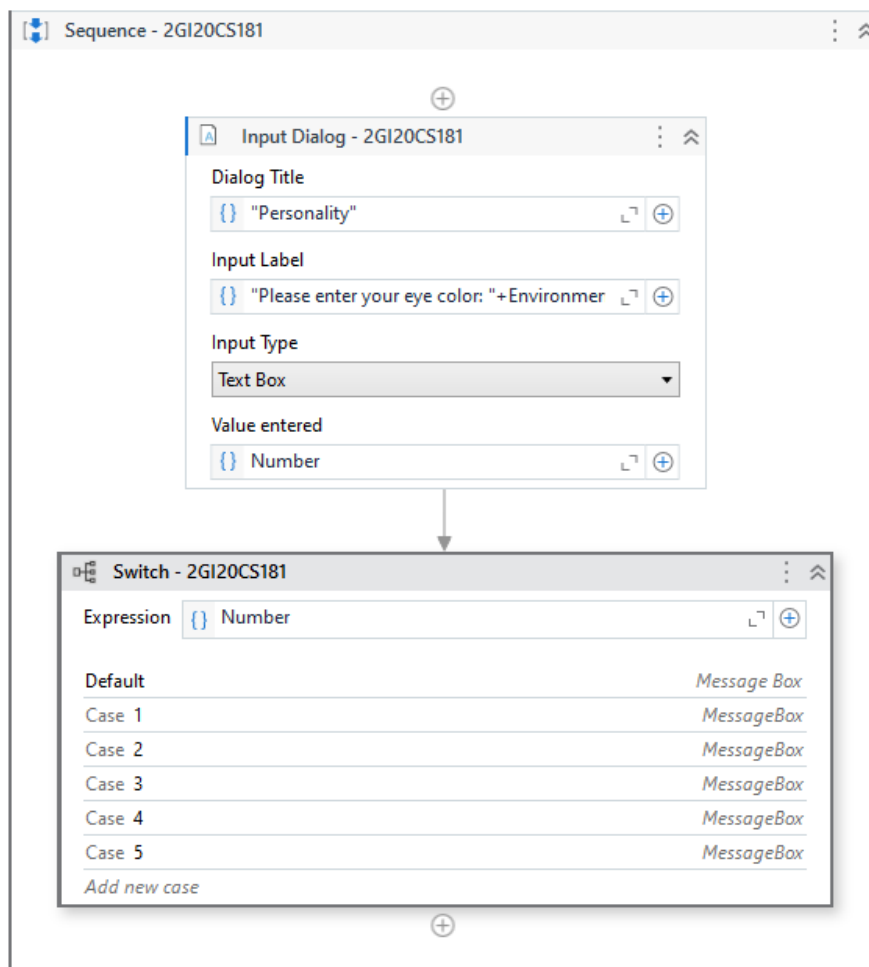 Sequence - 2GI20CS181
Input Dialog - 2GI20CS181
Dialog Title
"Personality"
Input Label
"Please enter your eye color: "+Environmer
Input Type
Text Box
Value entered
Number
Switch - 2GI20CS181
Expression Number
Default Message Box
Case 1 MessageBox
Case 2 MessageBox
Case 3 MessageBox
Case 4 MessageBox
Case 5 MessageBox
Add new case